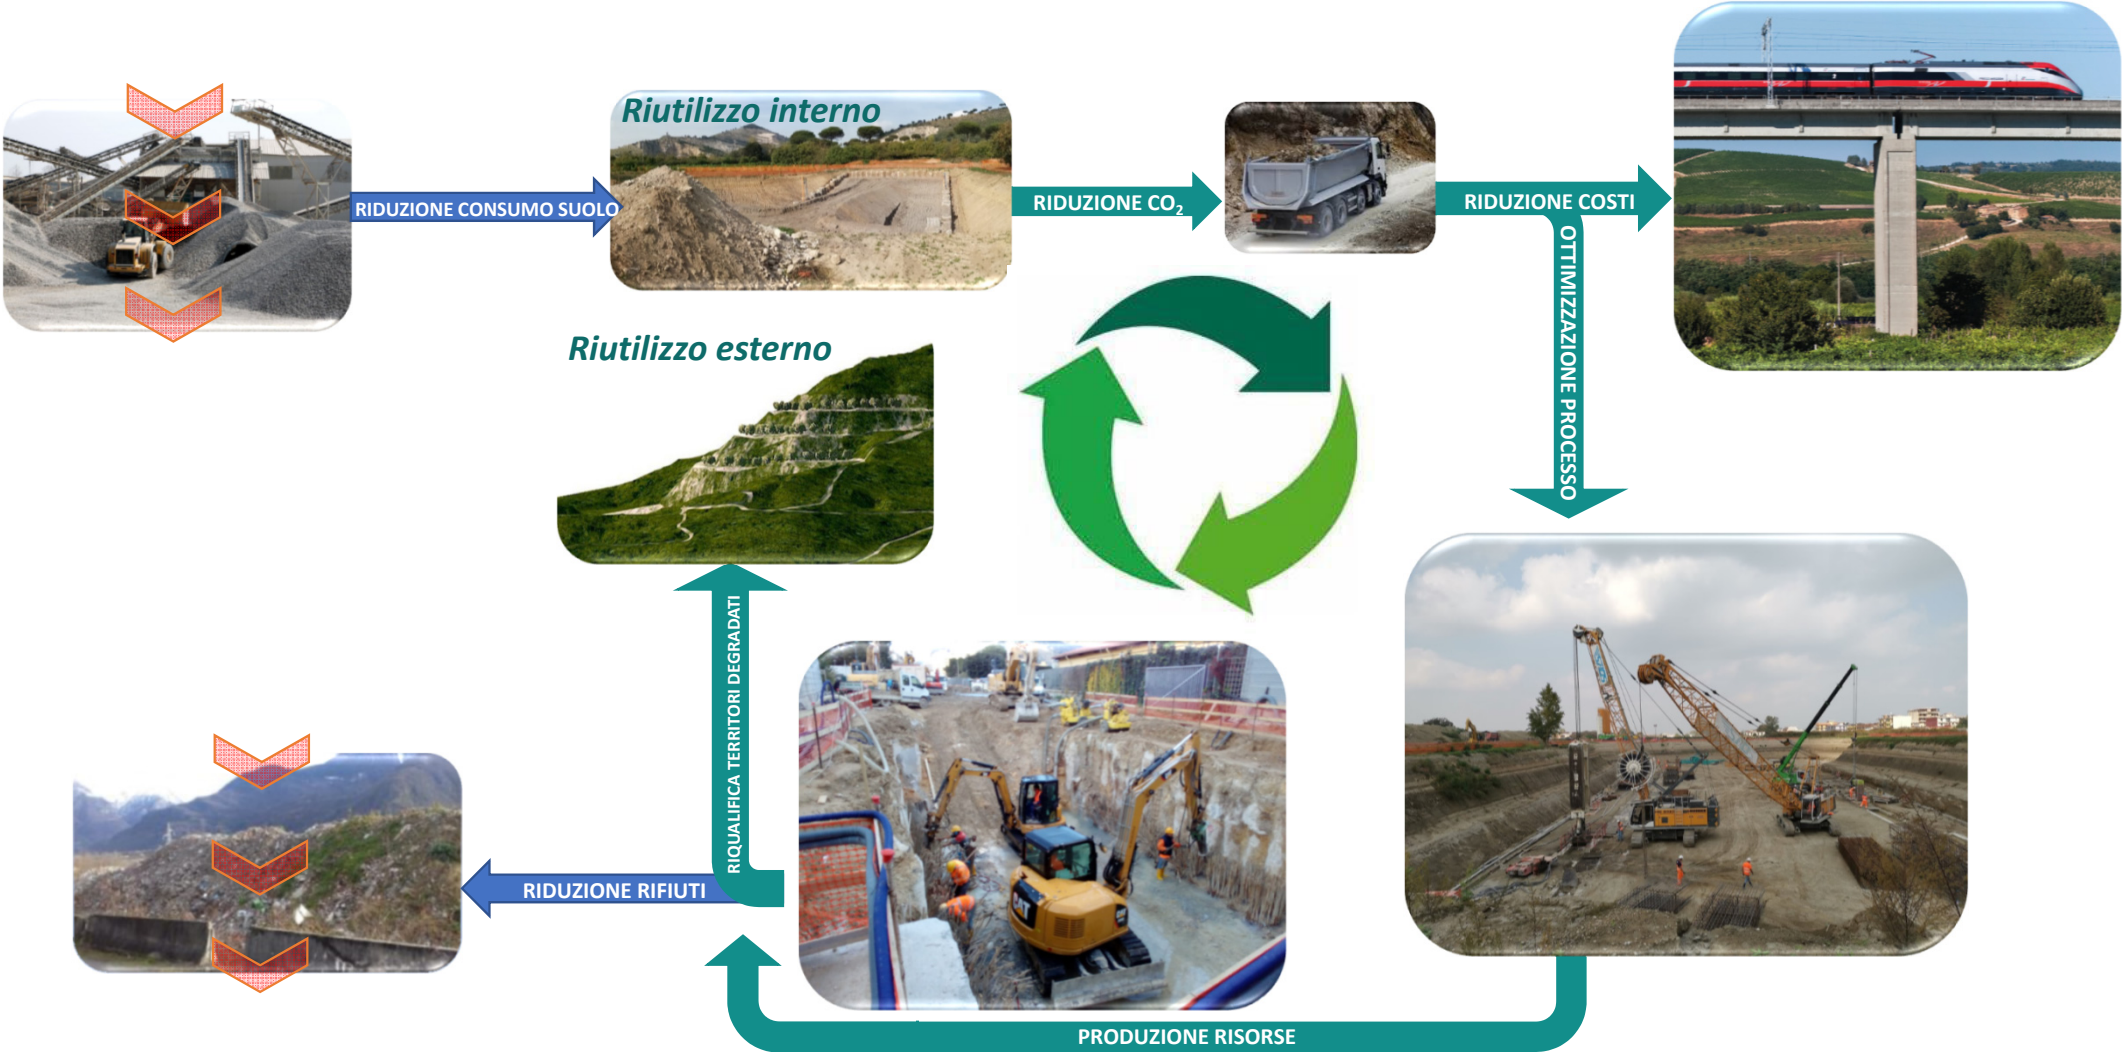 Riutilizzo interno
RIDUZIONE CONSUMO SUOLO
RIDUZIONE CO₂
RIDUZIONE COSTI
OTTIMIZZAZIONE PROCESSO
Riutilizzo esterno
RIQUALIFICA TERRITORI DEGRADATI
RIDUZIONE RIFIUTI
CAT
PRODUZIONE RISORSE